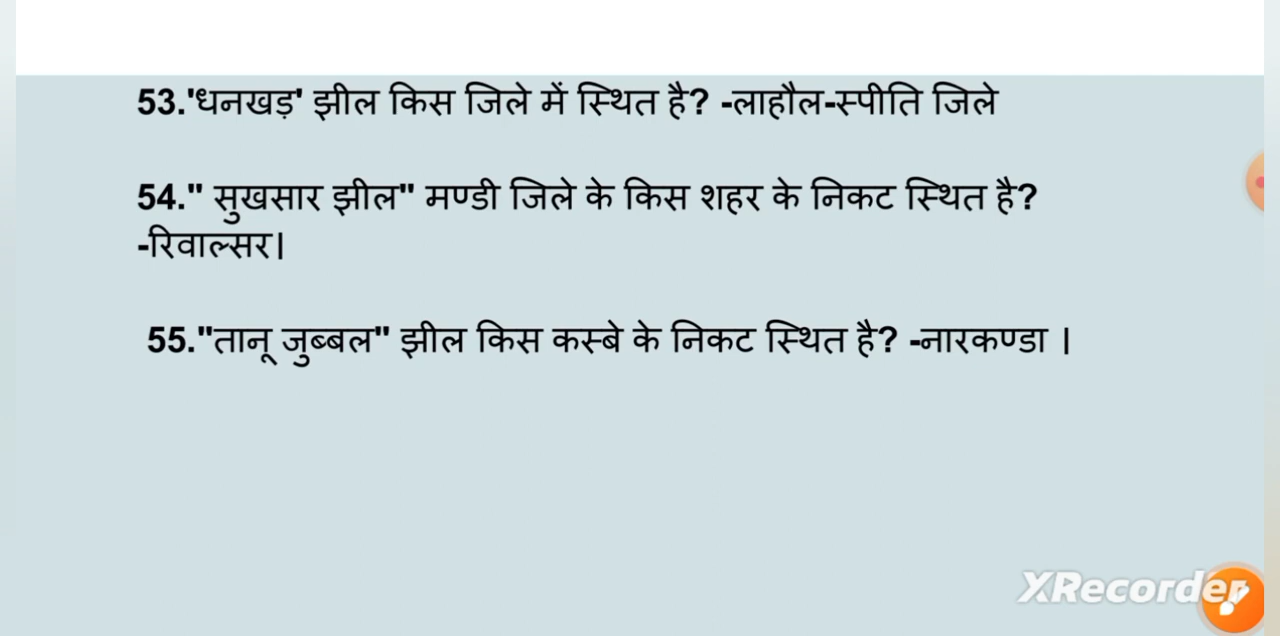 53.'धनखड़' झील किस जिले में स्थित है? -लाहौल-स्पीति जिले
54." सुखसार झील" मण्डी जिले के किस शहर के निकट स्थित है?
-रिवाल्सर।
55."तानू जुब्बल" झील किस कस्बे के निकट स्थित है? -नारकण्डा ।
XRecorder